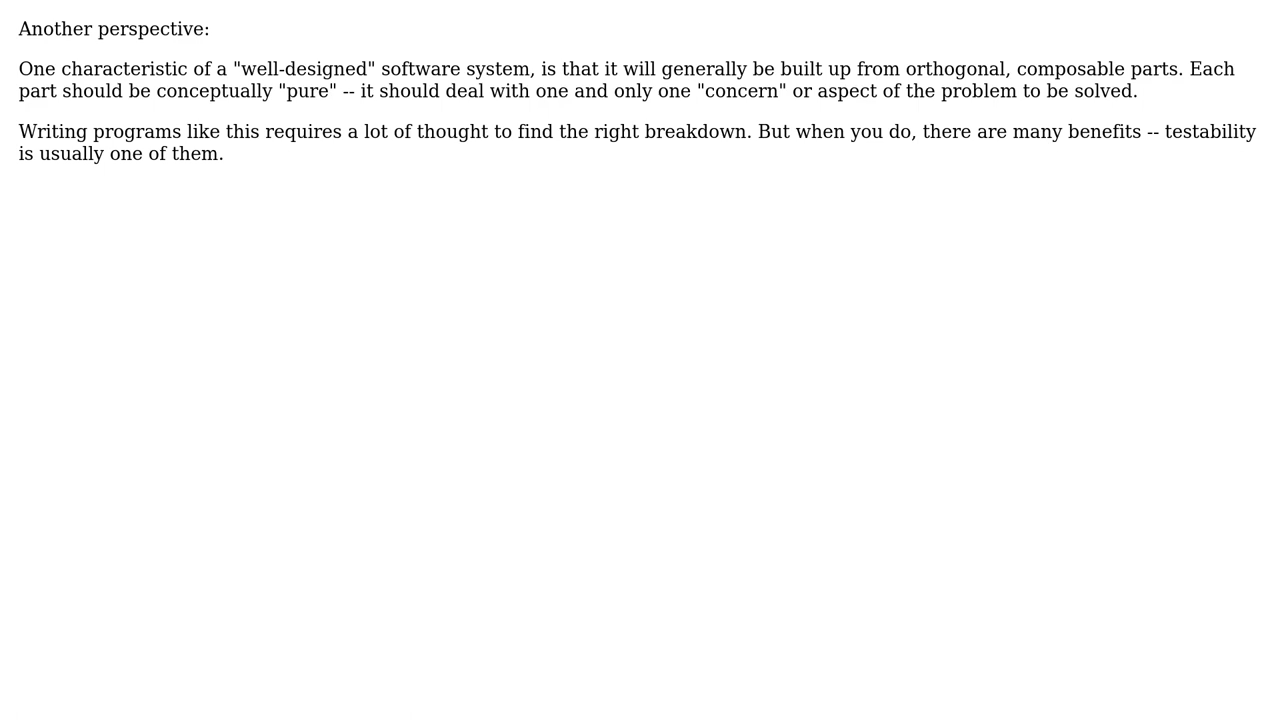 Another perspective:
One characteristic of a "well-designed" software system, is that it will generally be built up from orthogonal, composable parts. Each
part should be conceptually "pure" -- it should deal with one and only one "concern" or aspect of the problem to be solved.
Writing programs like this requires a lot of thought to find the right breakdown. But when you do, there are many benefits -- testability
is usually one of them.